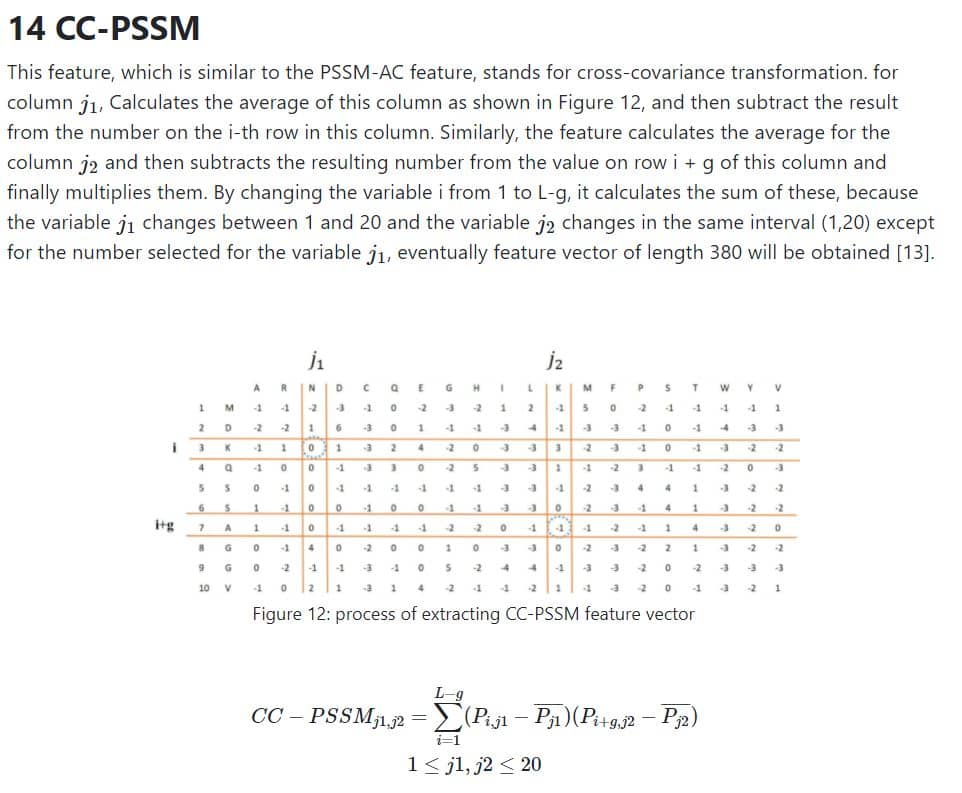 14 CC-PSSM
This feature, which is similar to the PSSM-AC feature, stands for cross-covariance transformation. for
column j1, Calculates the average of this column as shown in Figure 12, and then subtract the result
from the number on the i-th row in this column. Similarly, the feature calculates the average for the
column j2 and then subtracts the resulting number from the value on row i + g of this column and
finally multiplies them. By changing the variable i from 1 to L-g, it calculates the sum of these, because
the variable j1 changes between 1 and 20 and the variable j2 changes in the same interval (1,20) except
for the number selected for the variable j1, eventually feature vector of length 380 will be obtained [13].
j1 j2
A R N D C Q E G H I L K M F P S T W Y V
1 M -1 -1 -2 -3 -1 0 -2 -3 -2 1 2 -1 5 0 -2 -1 -1 -1 -1 1
2 D -2 -2 1 6 -3 0 1 -1 -1 -3 -4 -1 -3 -3 -1 0 -1 -4 -3 -3
i 3 K -1 1 0 1 -3 2 4 -2 0 -3 -3 3 -2 -3 -1 0 -1 -3 -2 -2
4 Q -1 0 0 -1 -3 3 0 -2 5 -3 -3 1 -1 -2 3 -1 -1 -2 0 -3
5 S 0 -1 0 -1 -1 -1 -1 -1 -1 -3 -3 -1 -2 -3 4 4 1 -3 -2 -2
6 S 1 -1 0 0 -1 0 0 -1 -1 -3 -3 0 -2 -3 -1 4 1 -3 -2 -2
i+g 7 A 1 -1 0 -1 -1 -1 -1 -2 -2 0 -1 -1 -1 -2 -1 1 4 -3 -2 0
8 G 0 -1 4 0 -2 0 0 1 0 -3 -3 0 -2 -3 -2 2 1 -3 -2 -2
9 G 0 -2 -1 -1 -3 -1 0 5 -2 -4 -4 -1 -3 -3 -2 0 -2 -3 -3 -3
10 V -1 0 2 1 -3 1 4 -2 -1 -1 -2 1 -1 -3 -2 0 -1 -3 -2 1
Figure 12: process of extracting CC-PSSM feature vector
CC − PSSMj1,j2 = ∑_{i=1}^{L−g} (Pi,j1 − P̅j1)(Pi+g,j2 − P̅j2)
1 ≤ j1, j2 ≤ 20